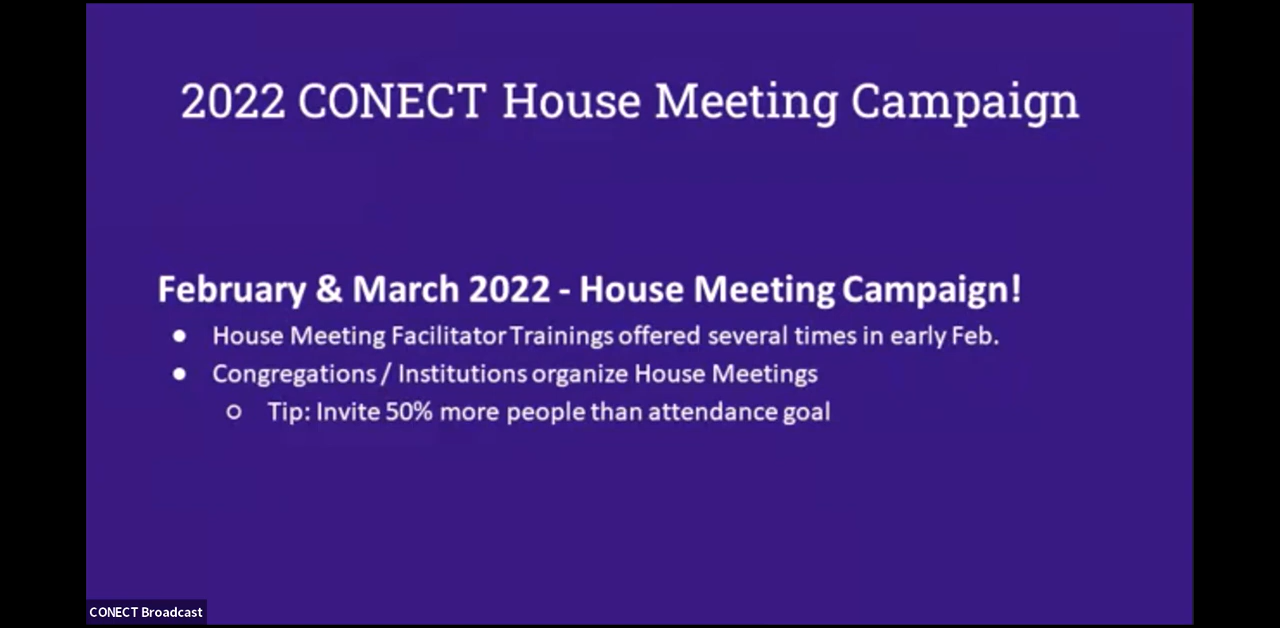 2022 CONECT House Meeting Campaign
February & March 2022 - House Meeting Campaign!
● House Meeting Facilitator Trainings offered several times in early Feb.
● Congregations / Institutions organize House Meetings
○ Tip: Invite 50% more people than attendance goal
CONECT Broadcast